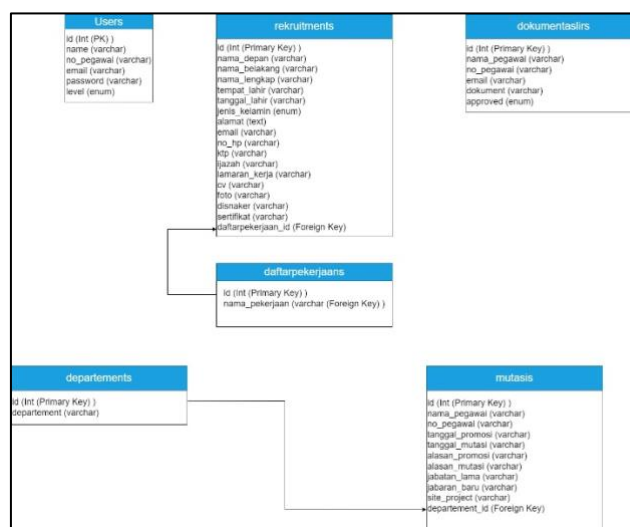 Users
id (Int (PK) )
name (varchar)
no_pegawai (varchar)
email (varchar)
password (varchar)
level (enum)
rekruitments
id (Int (Primary Key) )
nama_depan (varchar)
nama_belakang (varchar)
nama_lengkap (varchar)
tempat_lahir (varchar)
tanggal_lahir (varchar)
jenis_kelamin (enum)
alamat (text)
email (varchar)
no_hp (varchar)
ktp (varchar)
ijazah (varchar)
lamaran_kerja (varchar)
cv (varchar)
foto (varchar)
disnaker (varchar)
sertifikat (varchar)
daftarpekerjaan_id (Foreign Key)
dokumentaslirs
id (Int (Primary Key) )
nama_pegawai (varchar)
no_pegawai (varchar)
email (varchar)
dokument (varchar)
approved (enum)
daftarpekerjaans
id (Int (Primary Key) )
nama_pekerjaan (varchar (Foreign Key) )
departements
id (Int (Primary Key) )
departement (varchar)
mutasis
id (Int (Primary Key) )
nama_pegawai (varchar)
no_pegawai (varchar)
tanggal_promosi (varchar)
tanggal_mutasi (varchar)
alasan_promosi (varchar)
alasan_mutasi (varchar)
jabatan_lama (varchar)
jabaran_baru (varchar)
site_project (varchar)
departement_id (Foreign Key)